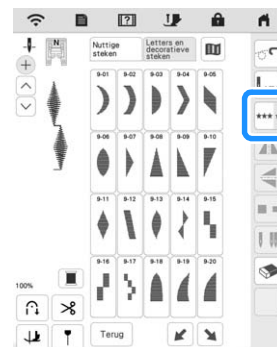 ?
N
Nuttige steken
Letters en decoratieve steken
9-01 9-02 9-03 9-04 9-05
9-06 9-07 9-08 9-09 9-10
9-11 9-12 9-13 9-14 9-15
9-16 9-17 9-18 9-19 9-20
100%
Terug